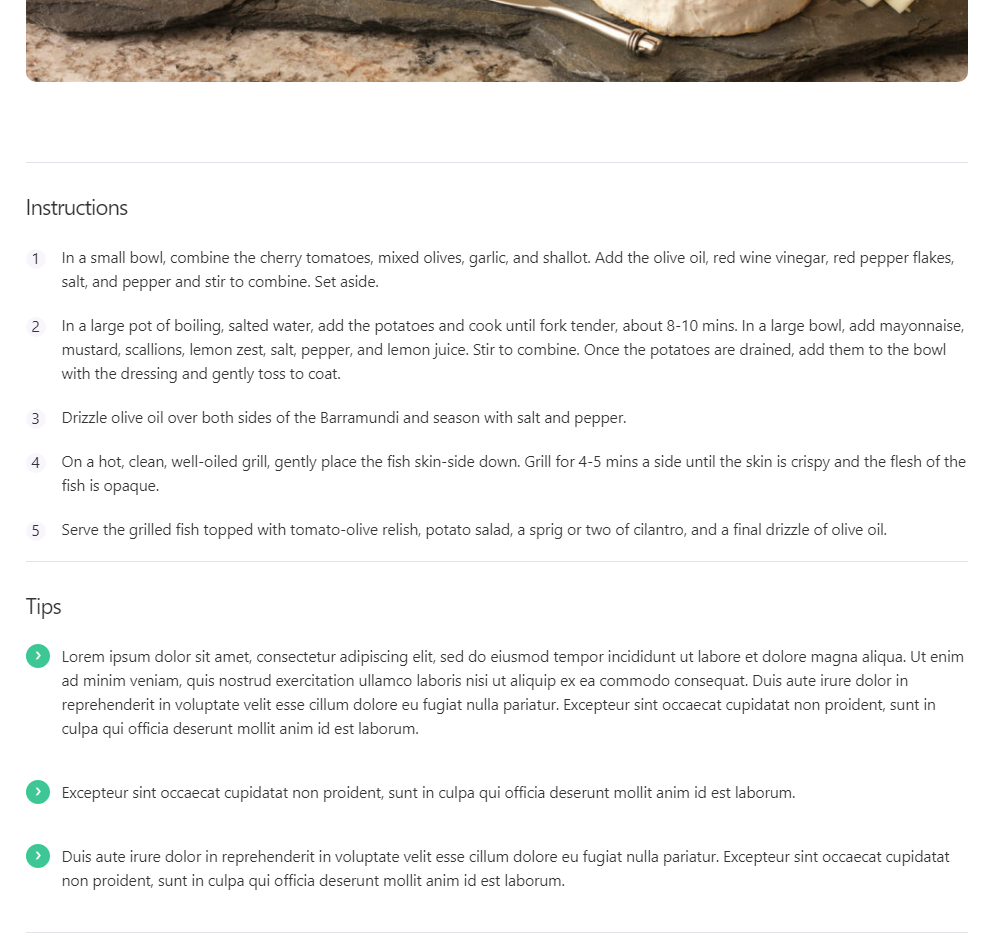 Instructions
1 In a small bowl, combine the cherry tomatoes, mixed olives, garlic, and shallot. Add the olive oil, red wine vinegar, red pepper flakes,
salt, and pepper and stir to combine. Set aside.
2 In a large pot of boiling, salted water, add the potatoes and cook until fork tender, about 8-10 mins. In a large bowl, add mayonnaise,
mustard, scallions, lemon zest, salt, pepper, and lemon juice. Stir to combine. Once the potatoes are drained, add them to the bowl
with the dressing and gently toss to coat.
3 Drizzle olive oil over both sides of the Barramundi and season with salt and pepper.
4 On a hot, clean, well-oiled grill, gently place the fish skin-side down. Grill for 4-5 mins a side until the skin is crispy and the flesh of the
fish is opaque.
5 Serve the grilled fish topped with tomato-olive relish, potato salad, a sprig or two of cilantro, and a final drizzle of olive oil.
Tips
Lorem ipsum dolor sit amet, consectetur adipiscing elit, sed do eiusmod tempor incididunt ut labore et dolore magna aliqua. Ut enim
ad minim veniam, quis nostrud exercitation ullamco laboris nisi ut aliquip ex ea commodo consequat. Duis aute irure dolor in
reprehenderit in voluptate velit esse cillum dolore eu fugiat nulla pariatur. Excepteur sint occaecat cupidatat non proident, sunt in
culpa qui officia deserunt mollit anim id est laborum.
Excepteur sint occaecat cupidatat non proident, sunt in culpa qui officia deserunt mollit anim id est laborum.
Duis aute irure dolor in reprehenderit in voluptate velit esse cillum dolore eu fugiat nulla pariatur. Excepteur sint occaecat cupidatat
non proident, sunt in culpa qui officia deserunt mollit anim id est laborum.